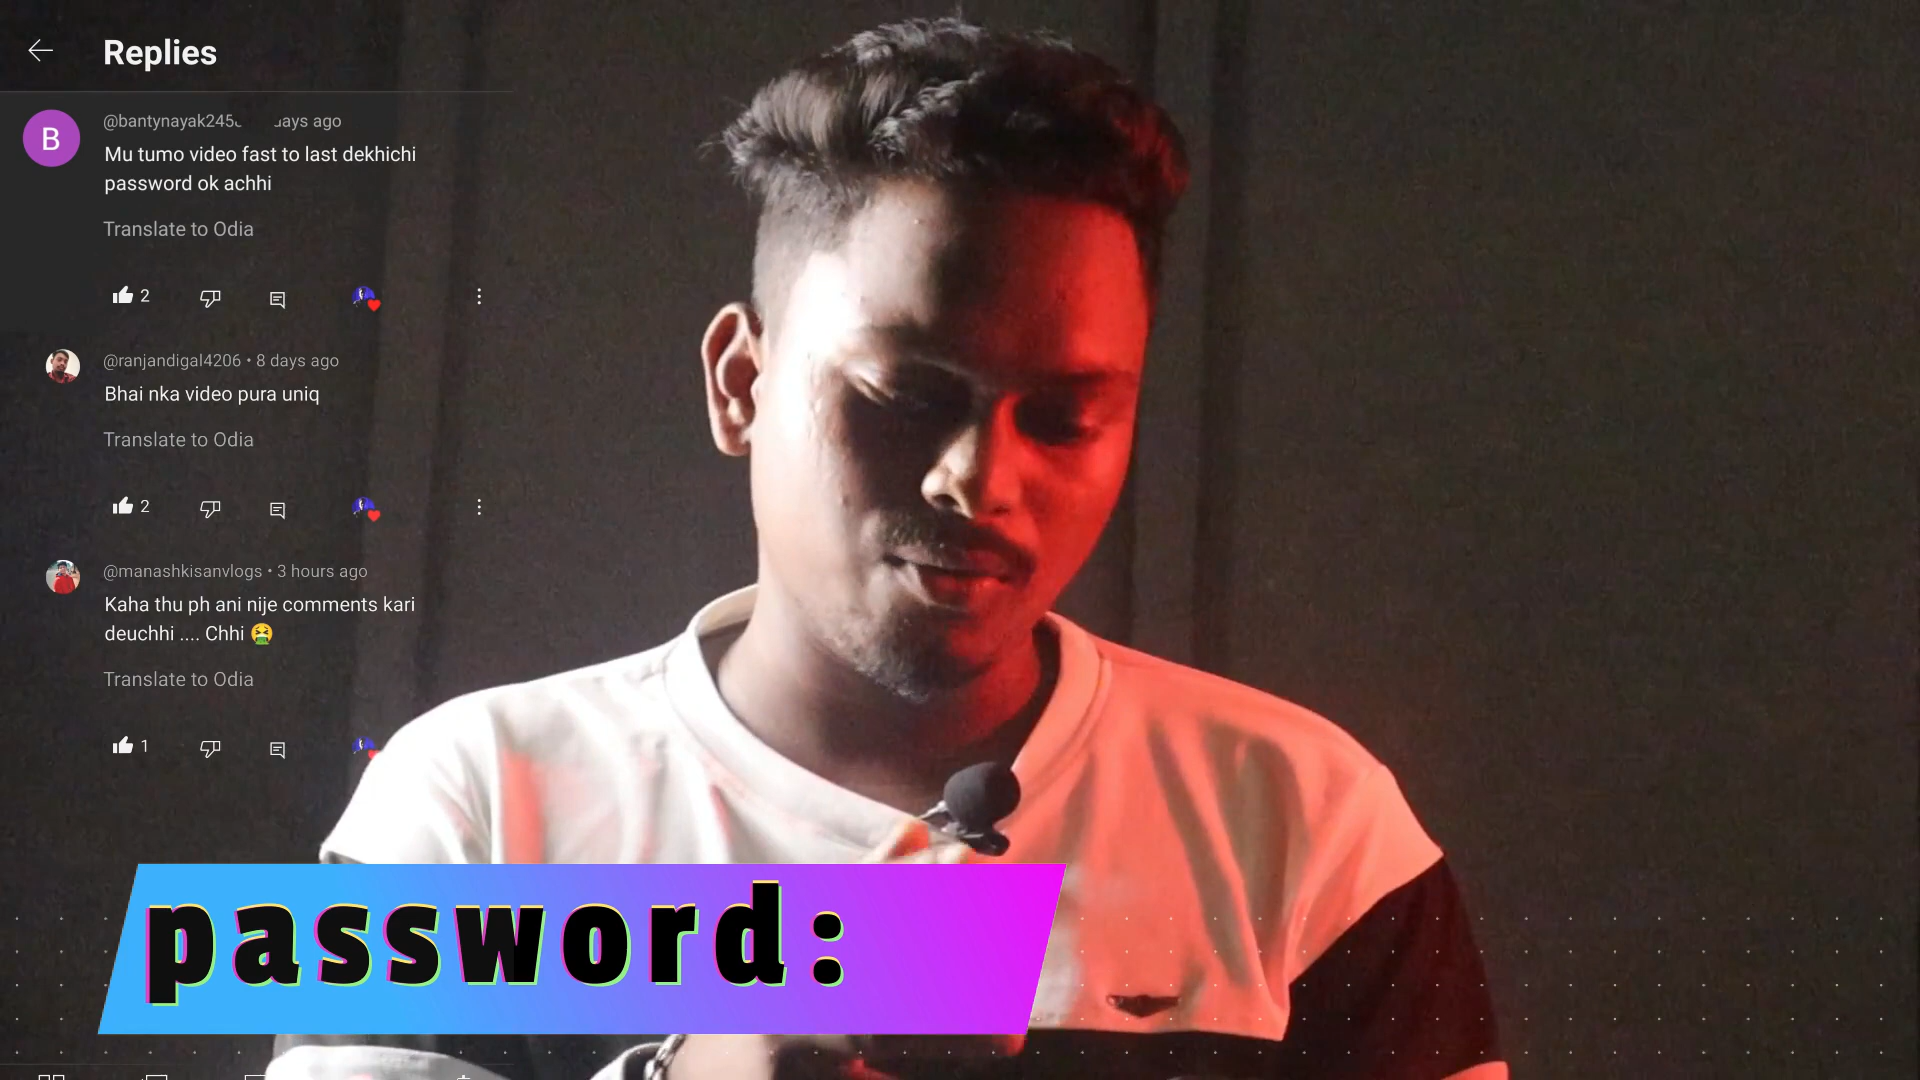 Replies
B
@bantynayak245 days ago
Mu tumo video fast to last dekhichi
password ok achhi
Translate to Odia
2
@ranjandigal4206 • 8 days ago
Bhai nka video pura uniq
Translate to Odia
2
@manashkisanvlogs • 3 hours ago
Kaha thu ph ani nije comments kari
deuchhi .... Chhi 🤮
Translate to Odia
1
password: